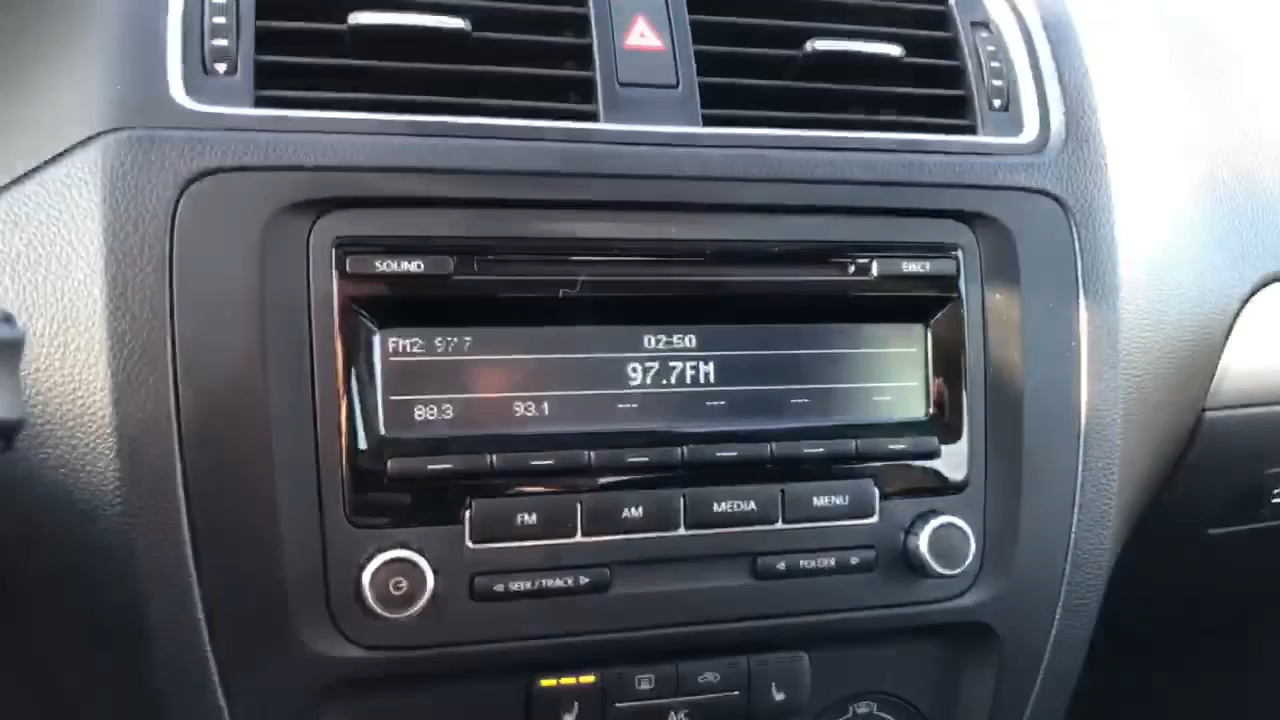 SOUND
EJECT
FM2: 97.7
02:50
97.7FM
88.3 93.1 --- --- --- ---
FM
AM
MEDIA
MENU
SEEK/TRACK
FOLDER
A/C